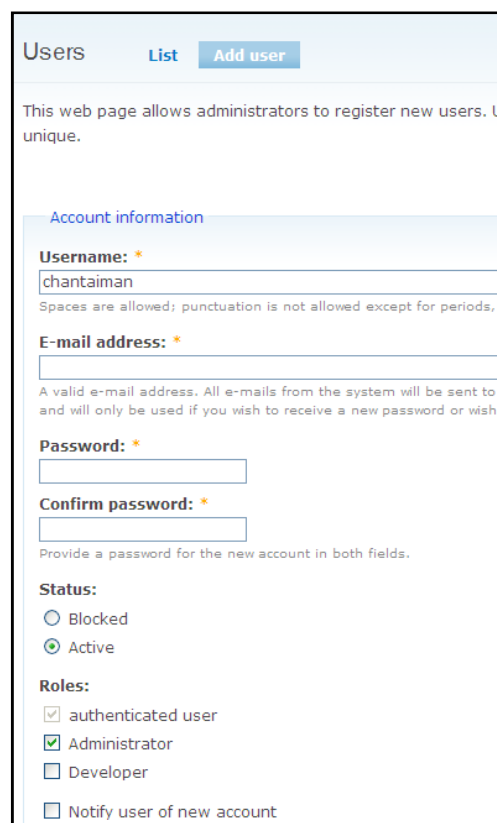 Users List Add user
This web page allows administrators to register new users.
unique.
Account information
Username: *
chantaiman
Spaces are allowed; punctuation is not allowed except for periods,
E-mail address: *
A valid e-mail address. All e-mails from the system will be sent to
and will only be used if you wish to receive a new password or wish
Password: *
Confirm password: *
Provide a password for the new account in both fields.
Status:
Blocked
Active
Roles:
authenticated user
Administrator
Developer
Notify user of new account